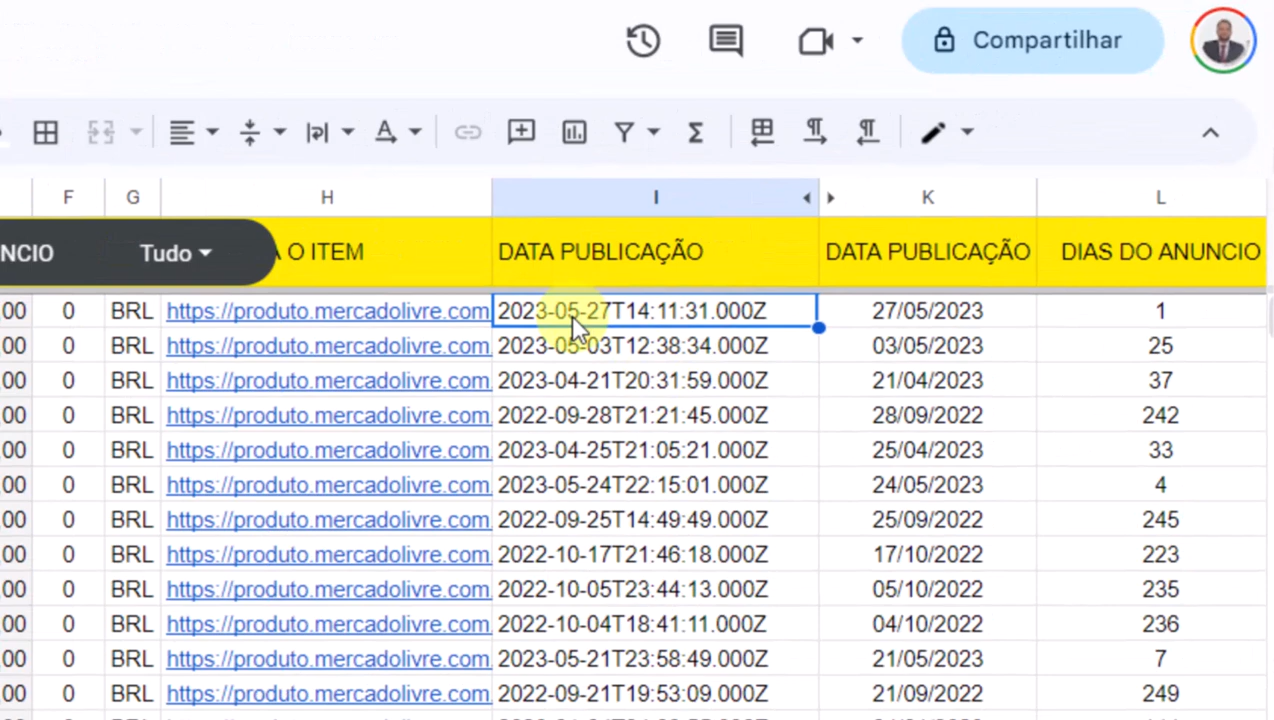 Compartilhar
F G H I K L
NCIO Tudo O ITEM DATA PUBLICAÇÃO DATA PUBLICAÇÃO DIAS DO ANUNCIO
,00 0 BRL https://produto.mercadolivre.com. 2023-05-27T14:11:31.000Z 27/05/2023 1
,00 0 BRL https://produto.mercadolivre.com. 2023-05-03T12:38:34.000Z 03/05/2023 25
,00 0 BRL https://produto.mercadolivre.com. 2023-04-21T20:31:59.000Z 21/04/2023 37
,00 0 BRL https://produto.mercadolivre.com. 2022-09-28T21:21:45.000Z 28/09/2022 242
,00 0 BRL https://produto.mercadolivre.com. 2023-04-25T21:05:21.000Z 25/04/2023 33
,00 0 BRL https://produto.mercadolivre.com. 2023-05-24T22:15:01.000Z 24/05/2023 4
,00 0 BRL https://produto.mercadolivre.com. 2022-09-25T14:49:49.000Z 25/09/2022 245
,00 0 BRL https://produto.mercadolivre.com. 2022-10-17T21:46:18.000Z 17/10/2022 223
,00 0 BRL https://produto.mercadolivre.com. 2022-10-05T23:44:13.000Z 05/10/2022 235
,00 0 BRL https://produto.mercadolivre.com. 2022-10-04T18:41:11.000Z 04/10/2022 236
,00 0 BRL https://produto.mercadolivre.com. 2023-05-21T23:58:49.000Z 21/05/2023 7
,00 0 BRL https://produto.mercadolivre.com. 2022-09-21T19:53:09.000Z 21/09/2022 249